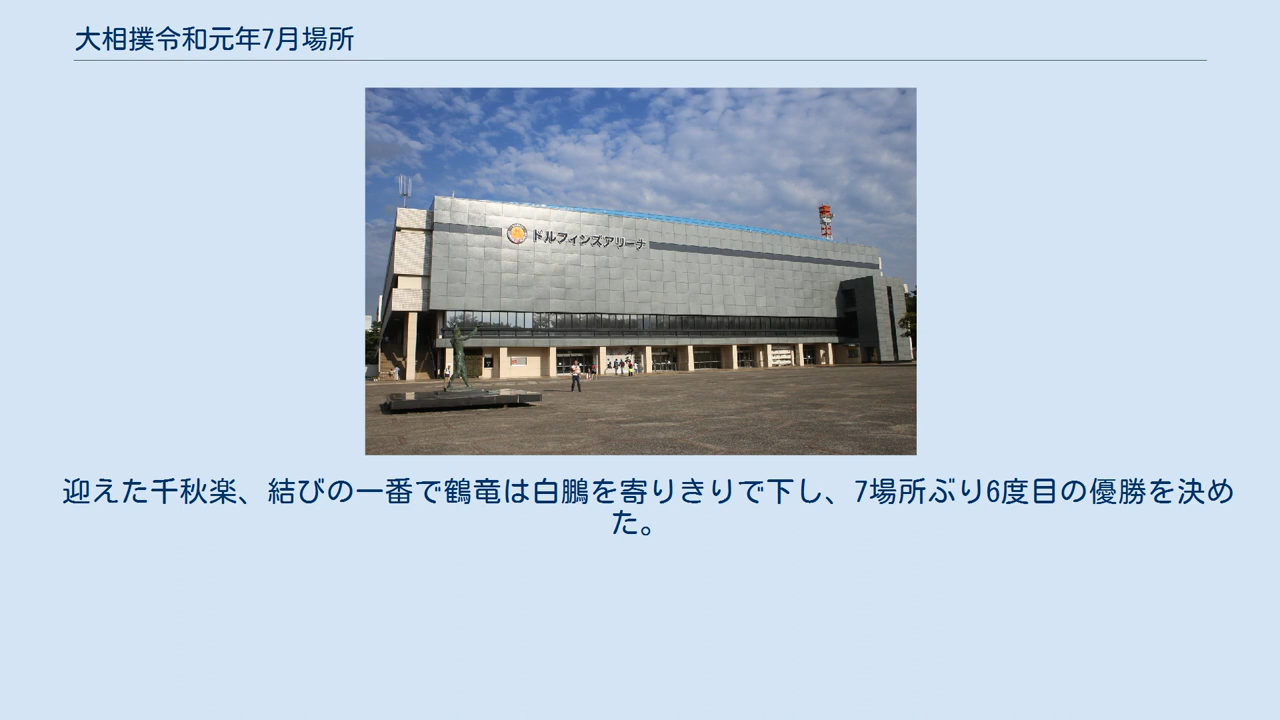 大相撲令和元年7月場所
ドルフィンズアリーナ
迎えた千秋楽、結びの一番で鶴竜は白鵬を寄りきりで下し、7場所ぶり6度目の優勝を決め
た。